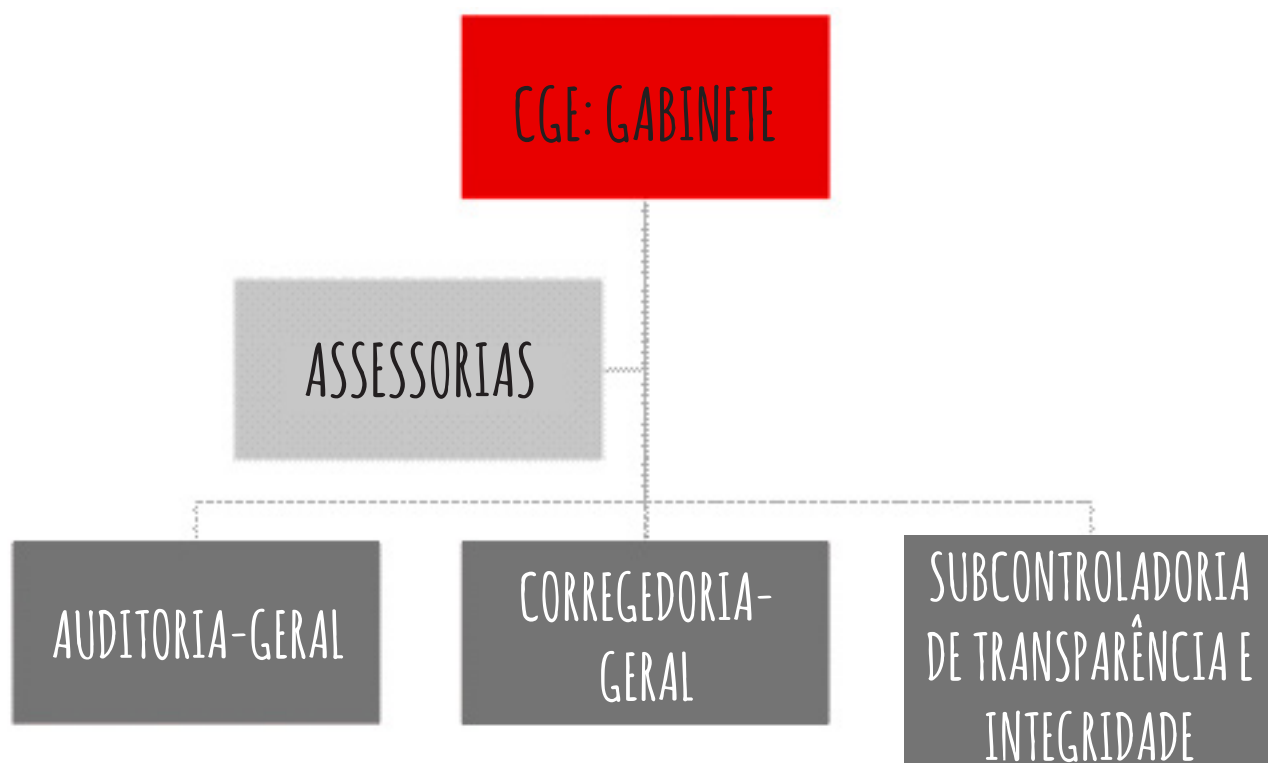 CGE: GABINETE
ASSESSORIAS
AUDITORIA-GERAL
CORREGEDORIA-
GERAL
SUBCONTROLADORIA
DE TRANSPARÊNCIA E
INTEGRIDADE